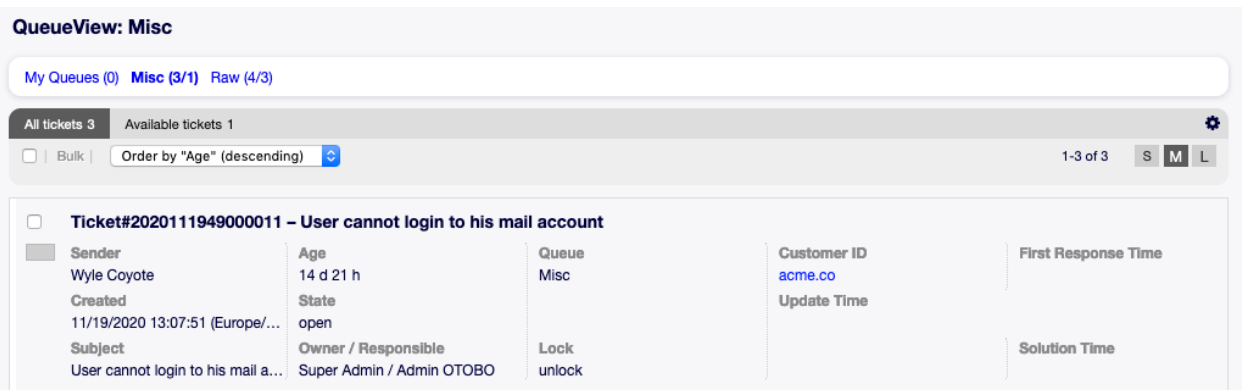 QueueView: Misc
My Queues (0) Misc (3/1) Raw (4/3)
All tickets 3 Available tickets 1
| Bulk | Order by "Age" (descending) 1-3 of 3 S M L
Ticket#2020111949000011 – User cannot login to his mail account
Sender Age Queue Customer ID First Response Time
Wyle Coyote 14 d 21 h Misc acme.co
Created State Update Time
11/19/2020 13:07:51 (Europe/... open
Subject Owner / Responsible Lock Solution Time
User cannot login to his mail a... Super Admin / Admin OTOBO unlock